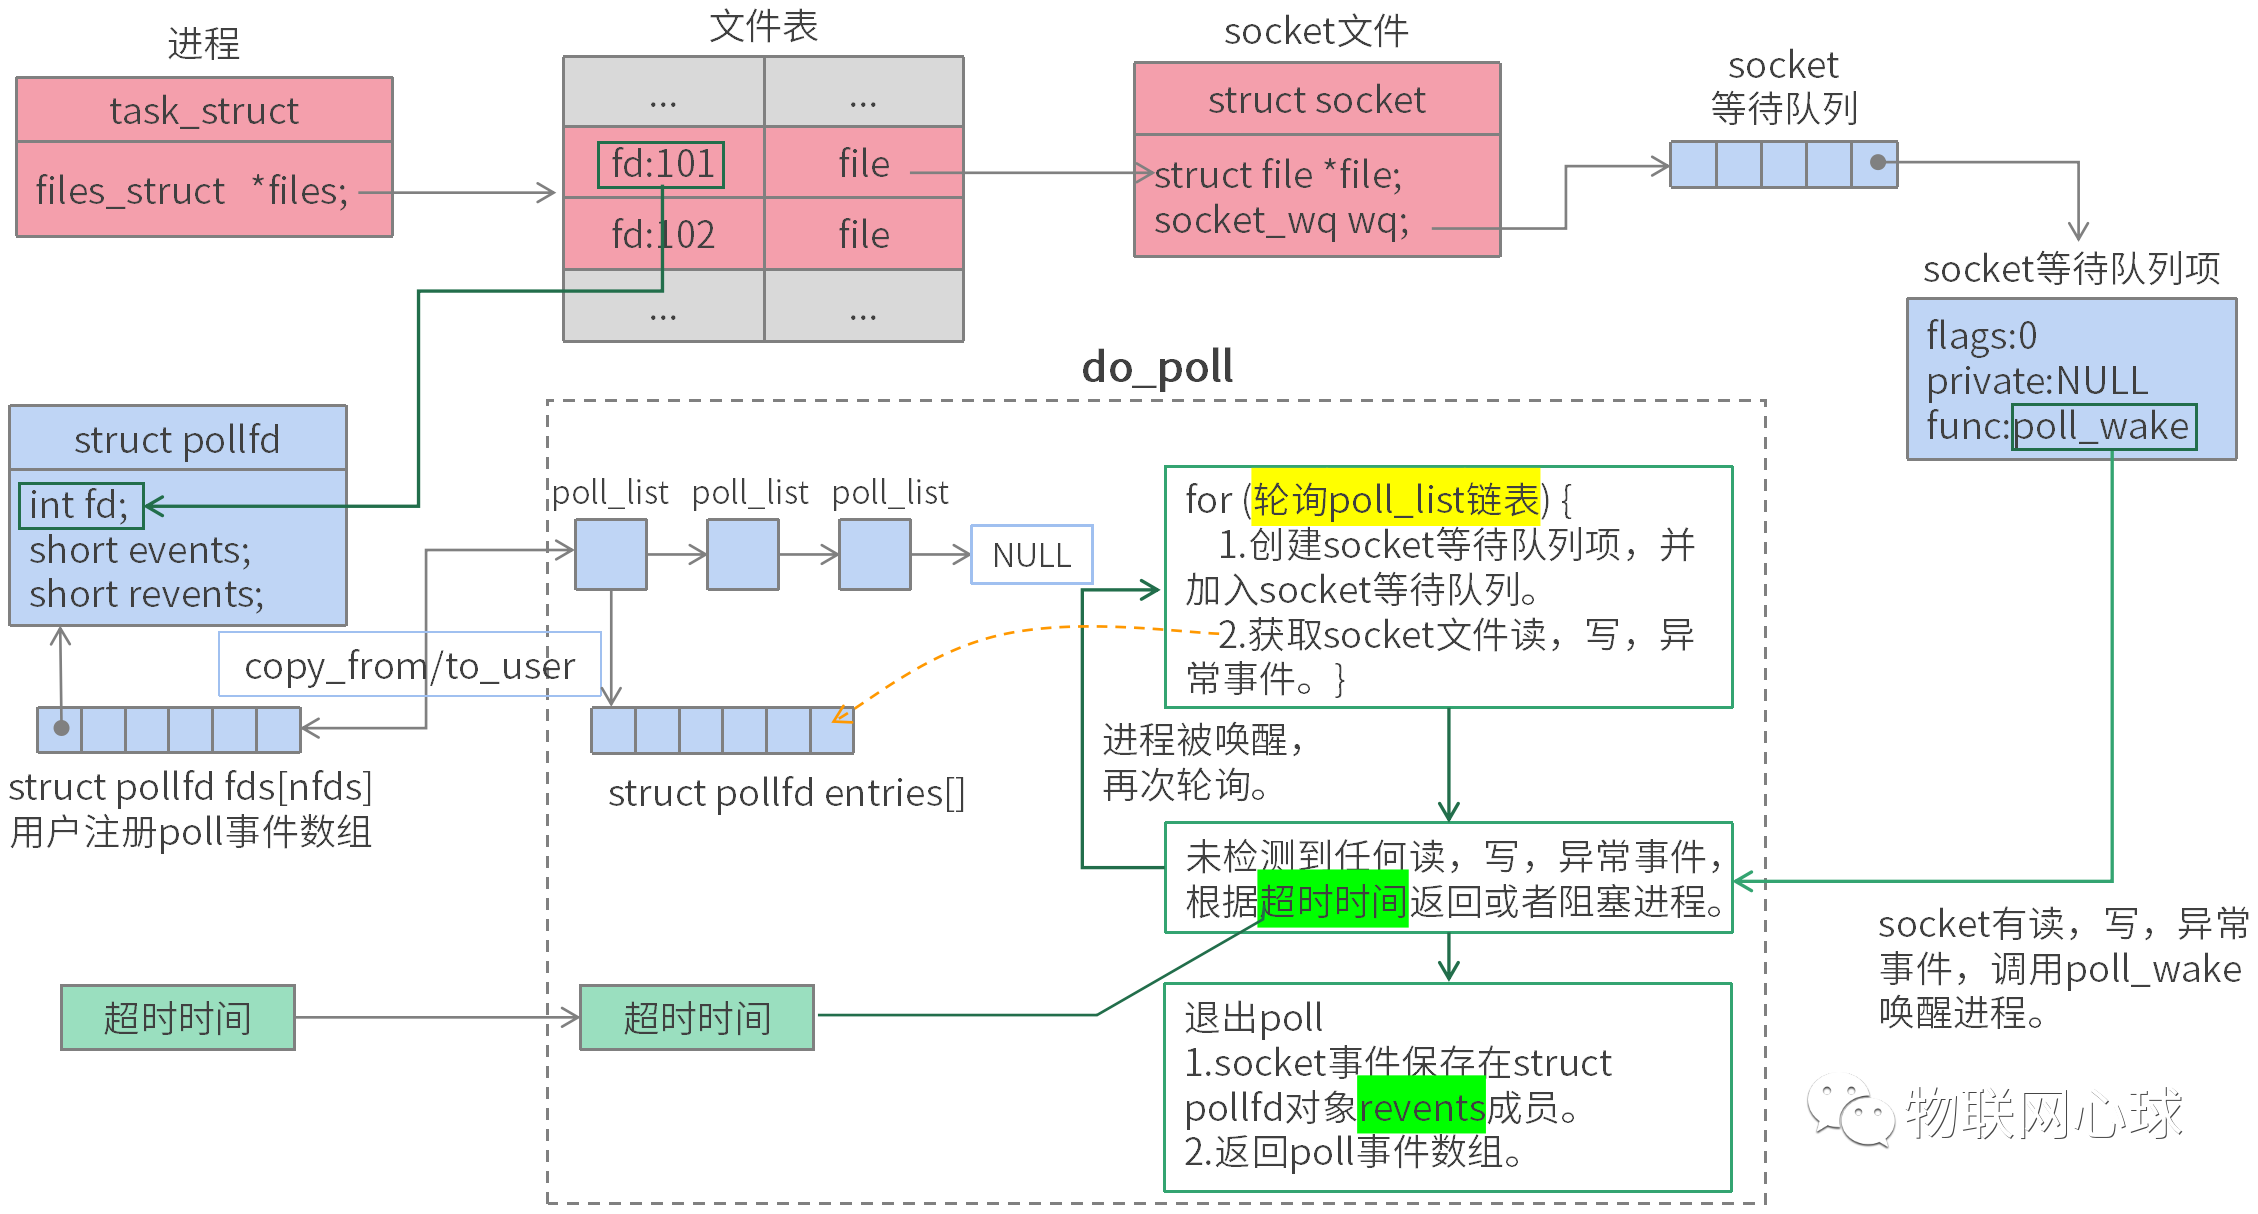 进程
task_struct
files_struct *files;
文件表
... ...
fd:101 file
fd:102 file
... ...
socket文件
struct socket
struct file *file;
socket_wq wq;
socket
等待队列
socket等待队列项
flags:0
private:NULL
func:poll_wake
struct pollfd
int fd;
short events;
short revents;
copy_from/to_user
struct pollfd fds[nfds]
用户注册poll事件数组
do_poll
poll_list poll_list poll_list
NULL
struct pollfd entries[]
for (轮询poll_list链表) {
1.创建socket等待队列项，并
加入socket等待队列。
2.获取socket文件读，写，异
常事件。}
进程被唤醒，
再次轮询。
未检测到任何读，写，异常事件，
根据超时时间返回或者阻塞进程。
超时时间
超时时间
退出poll
1.socket事件保存在struct
pollfd对象revents成员。
2.返回poll事件数组。
socket有读，写，异常
事件，调用poll_wake
唤醒进程。
物联网心球